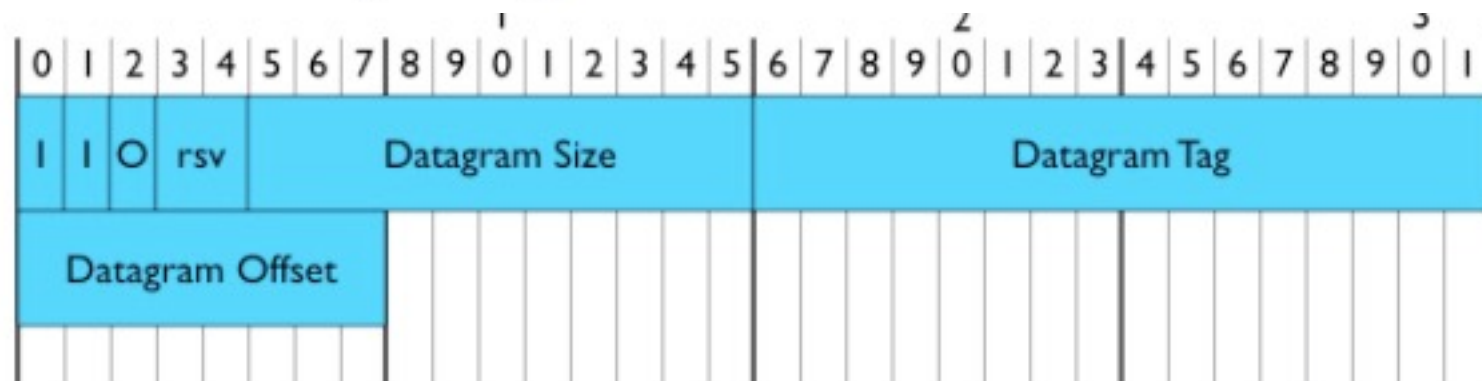 1 2 3
0 1 2 3 4 5 6 7 8 9 0 1 2 3 4 5 6 7 8 9 0 1 2 3 4 5 6 7 8 9 0 1
1 1 0 rsv Datagram Size Datagram Tag
Datagram Offset